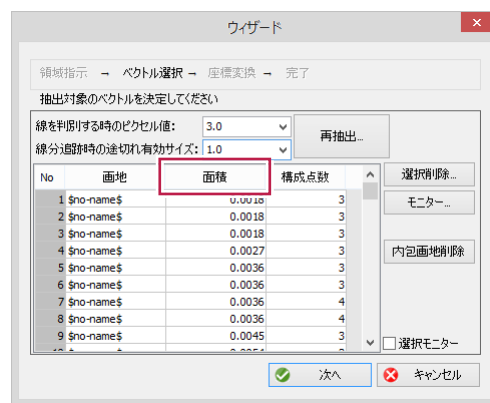 ウィザード
領域指示 → ベクトル選択 → 座標変換 → 完了
抽出対象のベクトルを決定してください
線を判別する時のピクセル値： 3.0
線分追跡時の途切れ有効サイズ： 1.0
再抽出...
No 画地 面積 構成点数
1 $no-name$ 0.0018 3
2 $no-name$ 0.0018 3
3 $no-name$ 0.0018 3
4 $no-name$ 0.0027 3
5 $no-name$ 0.0036 3
6 $no-name$ 0.0036 3
7 $no-name$ 0.0036 4
8 $no-name$ 0.0036 4
9 $no-name$ 0.0045 3
選択削除...
モニター...
内包画地削除
選択モニター
次へ
キャンセル